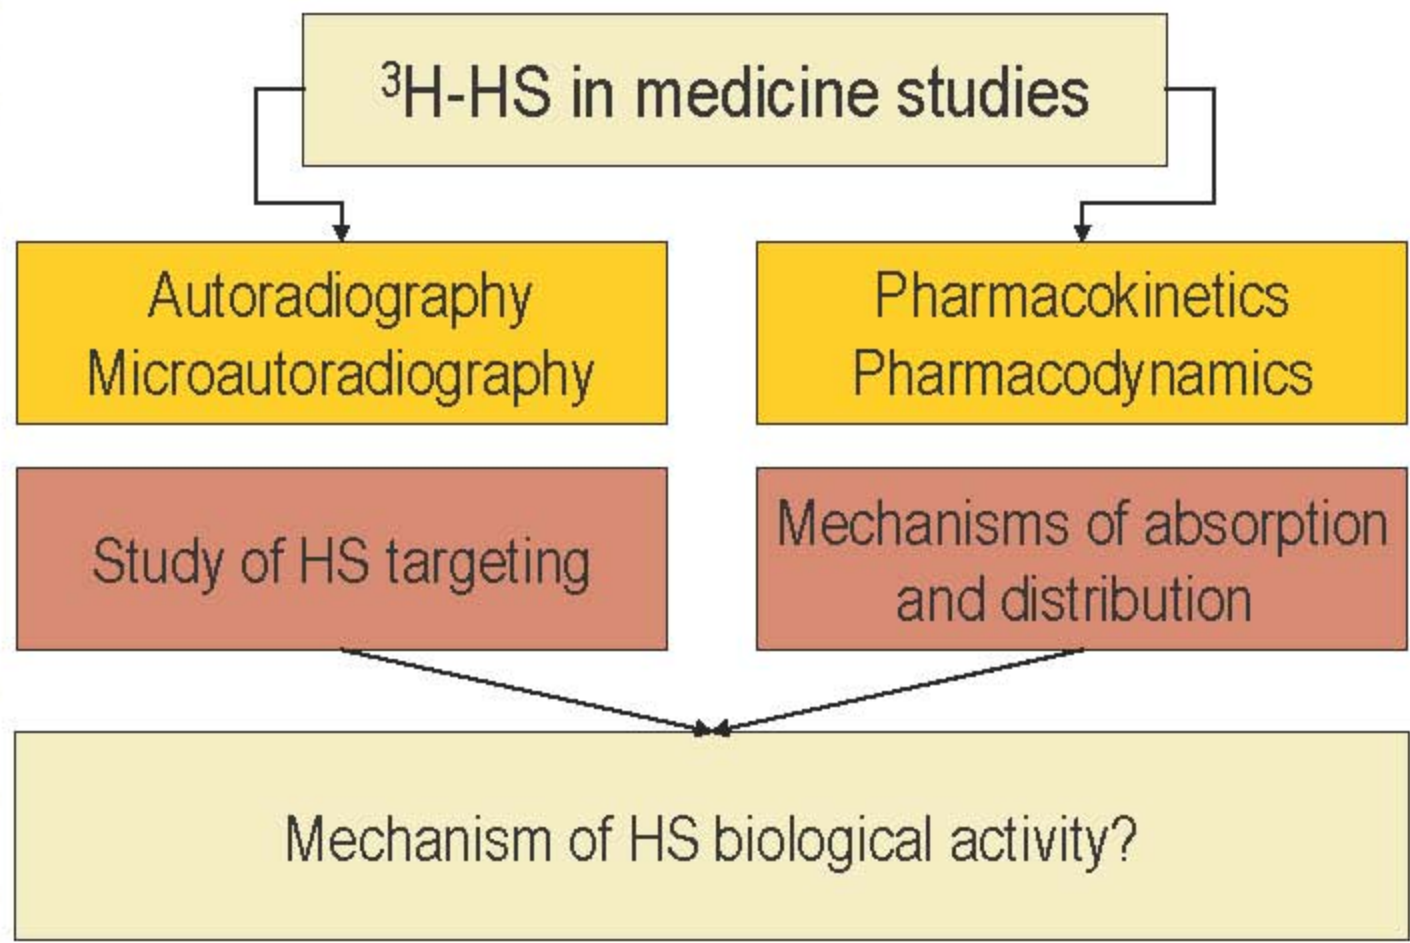 ³H-HS in medicine studies
Autoradiography
Microautoradiography
Pharmacokinetics
Pharmacodynamics
Study of HS targeting
Mechanisms of absorption
and distribution
Mechanism of HS biological activity?